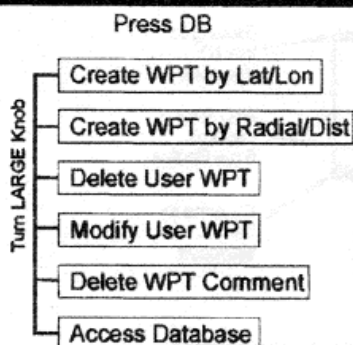 Press DB
Turn LARGE Knob
Create WPT by Lat/Lon
Create WPT by Radial/Dist
Delete User WPT
Modify User WPT
Delete WPT Comment
Access Database